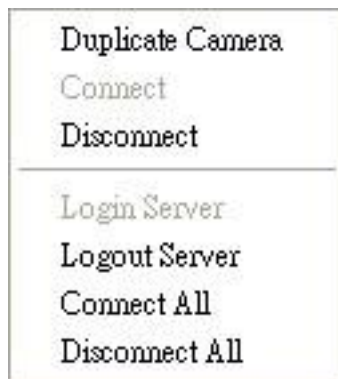 Duplicate Camera
Connect
Disconnect
Login Server
Logout Server
Connect All
Disconnect All